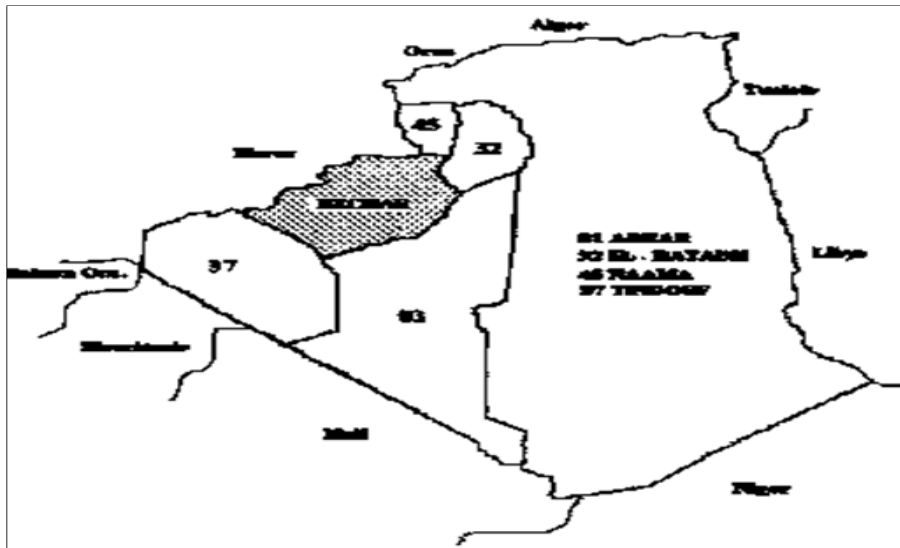 Alger
Oran
Tunisie
45
32
Maroc
BECHAR
01 ADRAR
32 EL - BAYADH
45 NAAMA
37 TINDOUF
Libye
37
Sahara Occ.
Mauritanie
Mali
Niger